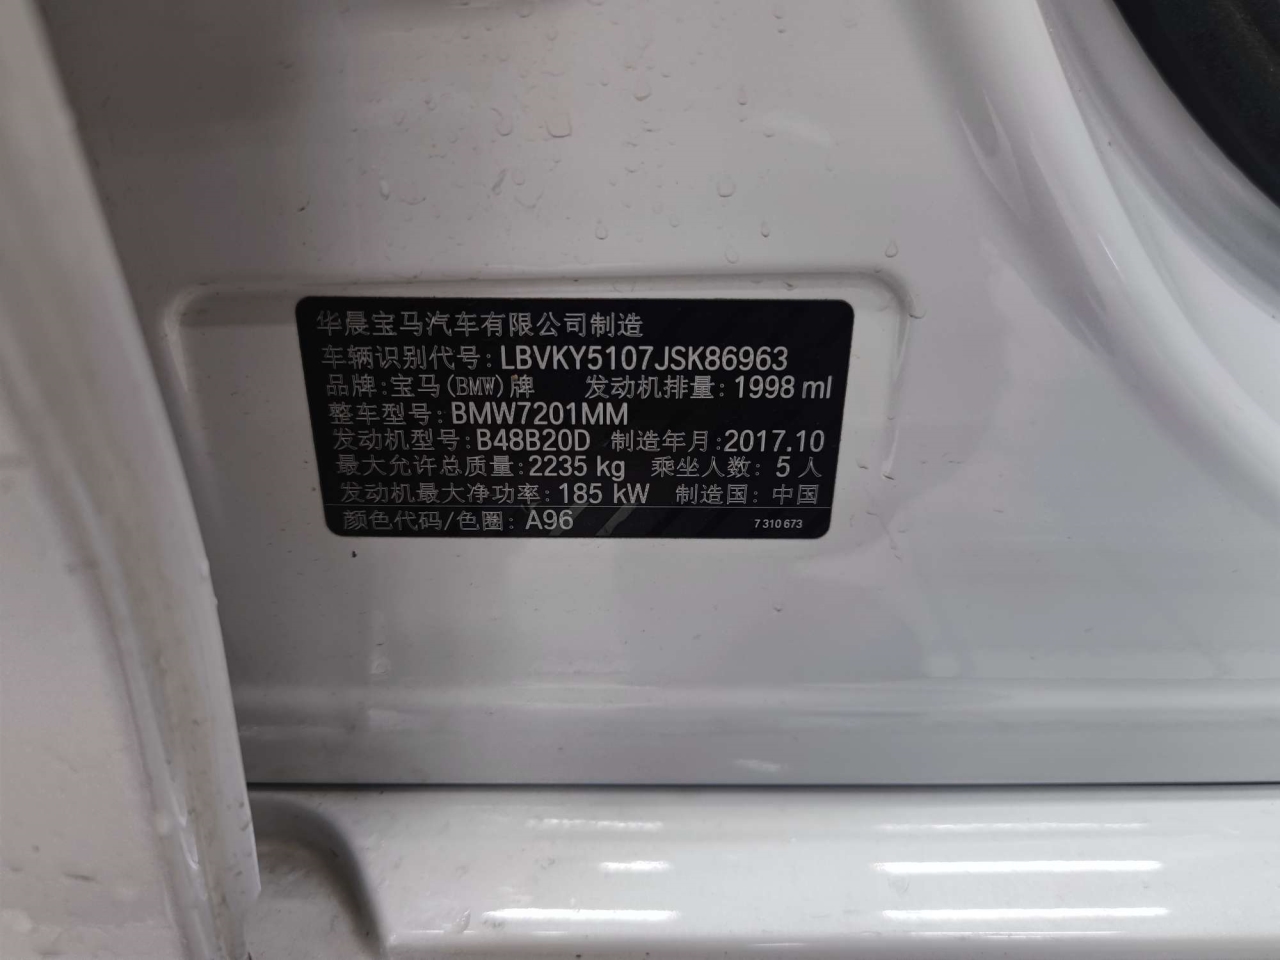 华晨宝马汽车有限公司制造
车辆识别代号: LBVKY5107JSK86963
品牌:宝马(BMW)牌 发动机排量: 1998 ml
整车型号: BMW7201MM
发动机型号: B48B20D 制造年月: 2017.10
最大允许总质量: 2235 kg 乘坐人数: 5 人
发动机最大净功率: 185 kW 制造国: 中国
颜色代码/色圈: A96 7 310 673